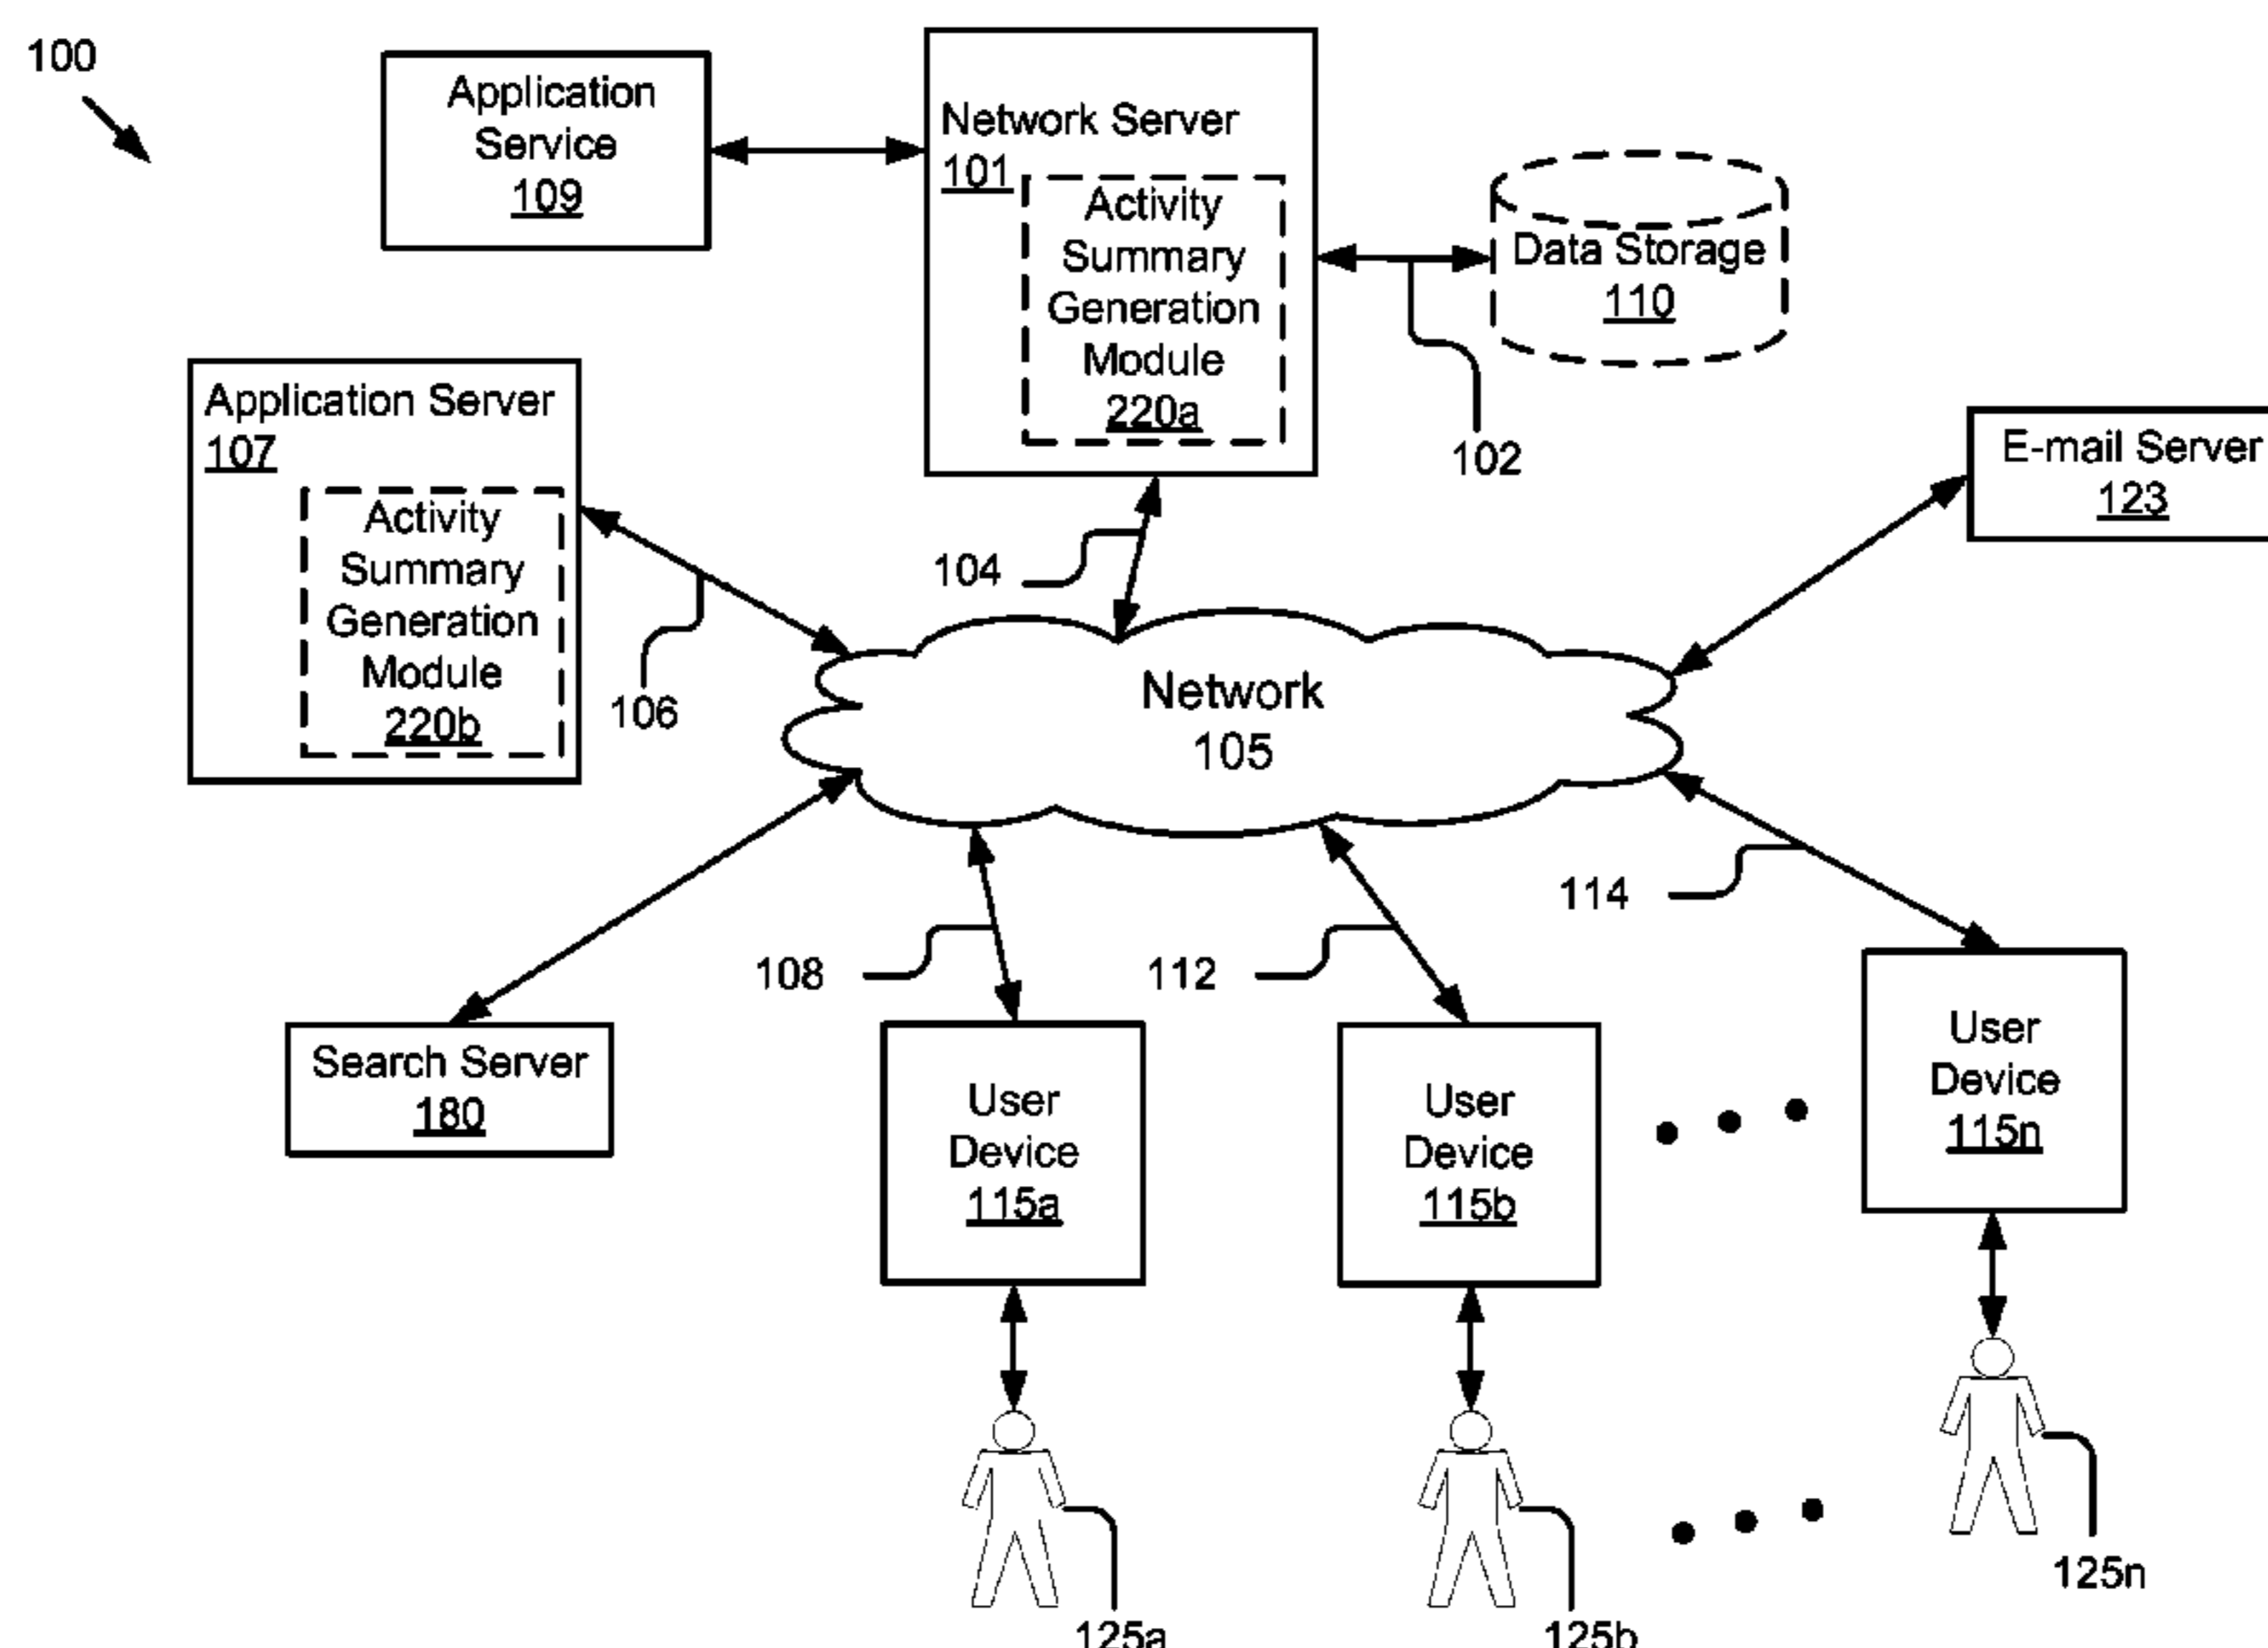 100
Application
Service
109
Network Server
101
Activity
Summary
Generation
Module
220a
Data Storage
110
102
Application Server
107
Activity
Summary
Generation
Module
220b
E-mail Server
123
104
106
Network
105
114
108
112
Search Server
180
User
Device
115a
User
Device
115b
User
Device
115n
125a
125b
125n